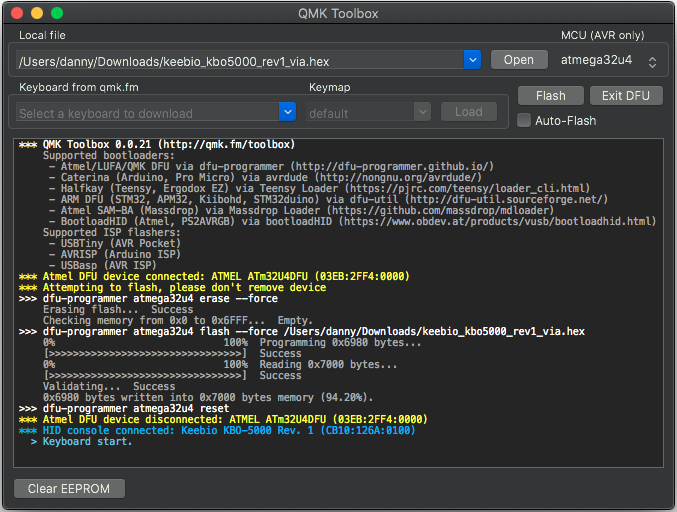 QMK Toolbox
Local file
MCU (AVR only)
/Users/danny/Downloads/keebio_kbo5000_rev1_via.hex
Open
atmega32u4
Keyboard from qmk.fm
Keymap
Select a keyboard to download
default
Load
Flash
Exit DFU
Auto-Flash
*** QMK Toolbox 0.0.21 (http://qmk.fm/toolbox)
Supported bootloaders:
- Atmel/LUFA/QMK DFU via dfu-programmer (http://dfu-programmer.github.io/)
- Caterina (Arduino, Pro Micro) via avrdude (http://nongnu.org/avrdude/)
- Halfkay (Teensy, Ergodox EZ) via Teensy Loader (https://pjrc.com/teensy/loader_cli.html)
- ARM DFU (STM32, APM32, Kiibohd, STM32duino) via dfu-util (http://dfu-util.sourceforge.net/)
- Atmel SAM-BA (Massdrop) via Massdrop Loader (https://github.com/massdrop/mdloader)
- BootloadHID (Atmel, PS2AVRGB) via bootloadHID (https://www.obdev.at/products/vusb/bootloadhid.html)
Supported ISP flashers:
- USBTiny (AVR Pocket)
- AVRISP (Arduino ISP)
- USBasp (AVR ISP)
*** Atmel DFU device connected: ATMEL ATm32U4DFU (03EB:2FF4:0000)
*** Attempting to flash, please don't remove device
>>> dfu-programmer atmega32u4 erase --force
Erasing flash... Success
Checking memory from 0x0 to 0x6FFF... Empty.
>>> dfu-programmer atmega32u4 flash --force /Users/danny/Downloads/keebio_kbo5000_rev1_via.hex
0% 100% Programming 0x6980 bytes...
[>>>>>>>>>>>>>>>>>>>>>>>>>>>>>>>>] Success
0% 100% Reading 0x7000 bytes...
[>>>>>>>>>>>>>>>>>>>>>>>>>>>>>>>>] Success
Validating... Success
0x6980 bytes written into 0x7000 bytes memory (94.20%).
>>> dfu-programmer atmega32u4 reset
*** Atmel DFU device disconnected: ATMEL ATm32U4DFU (03EB:2FF4:0000)
*** HID console connected: Keebio KBO-5000 Rev. 1 (CB10:126A:0100)
> Keyboard start.
Clear EEPROM